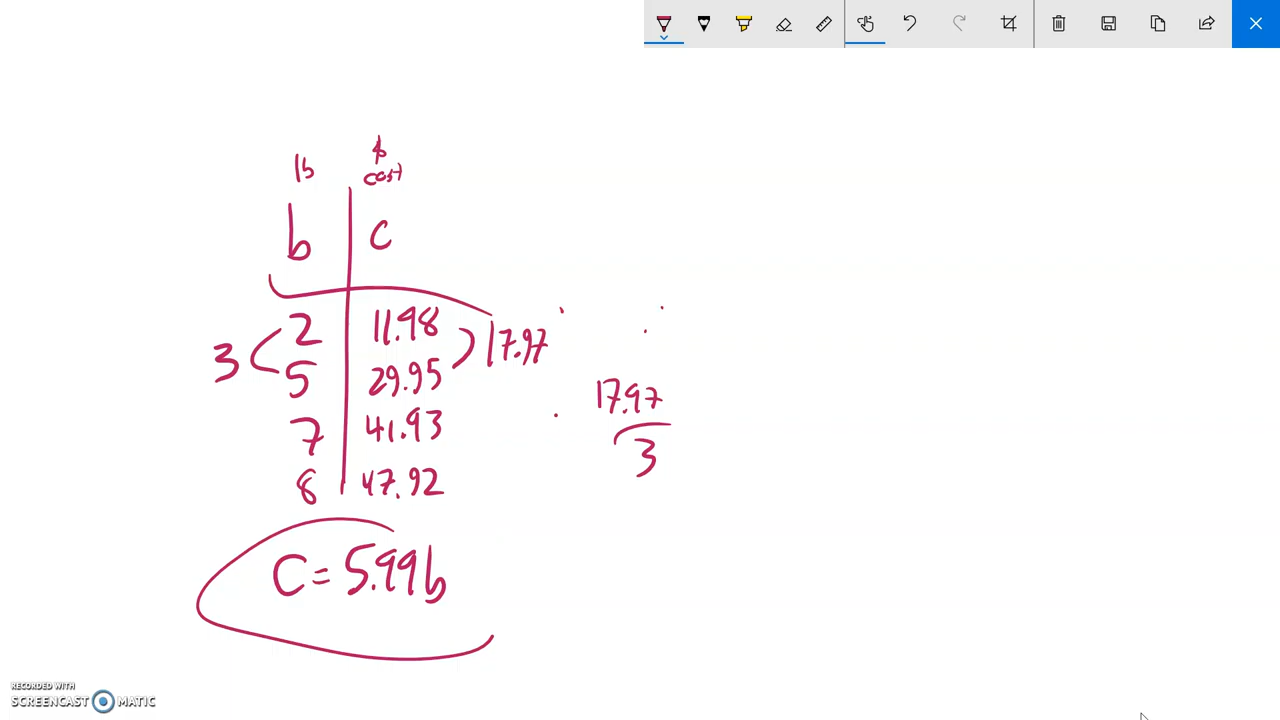 lb $
cost
b C
2 11.98
3 17.97
5 29.95
17.97
7 41.93
3
8 47.92
C = 5.99b
RECORDED WITH
SCREENCAST MATIC